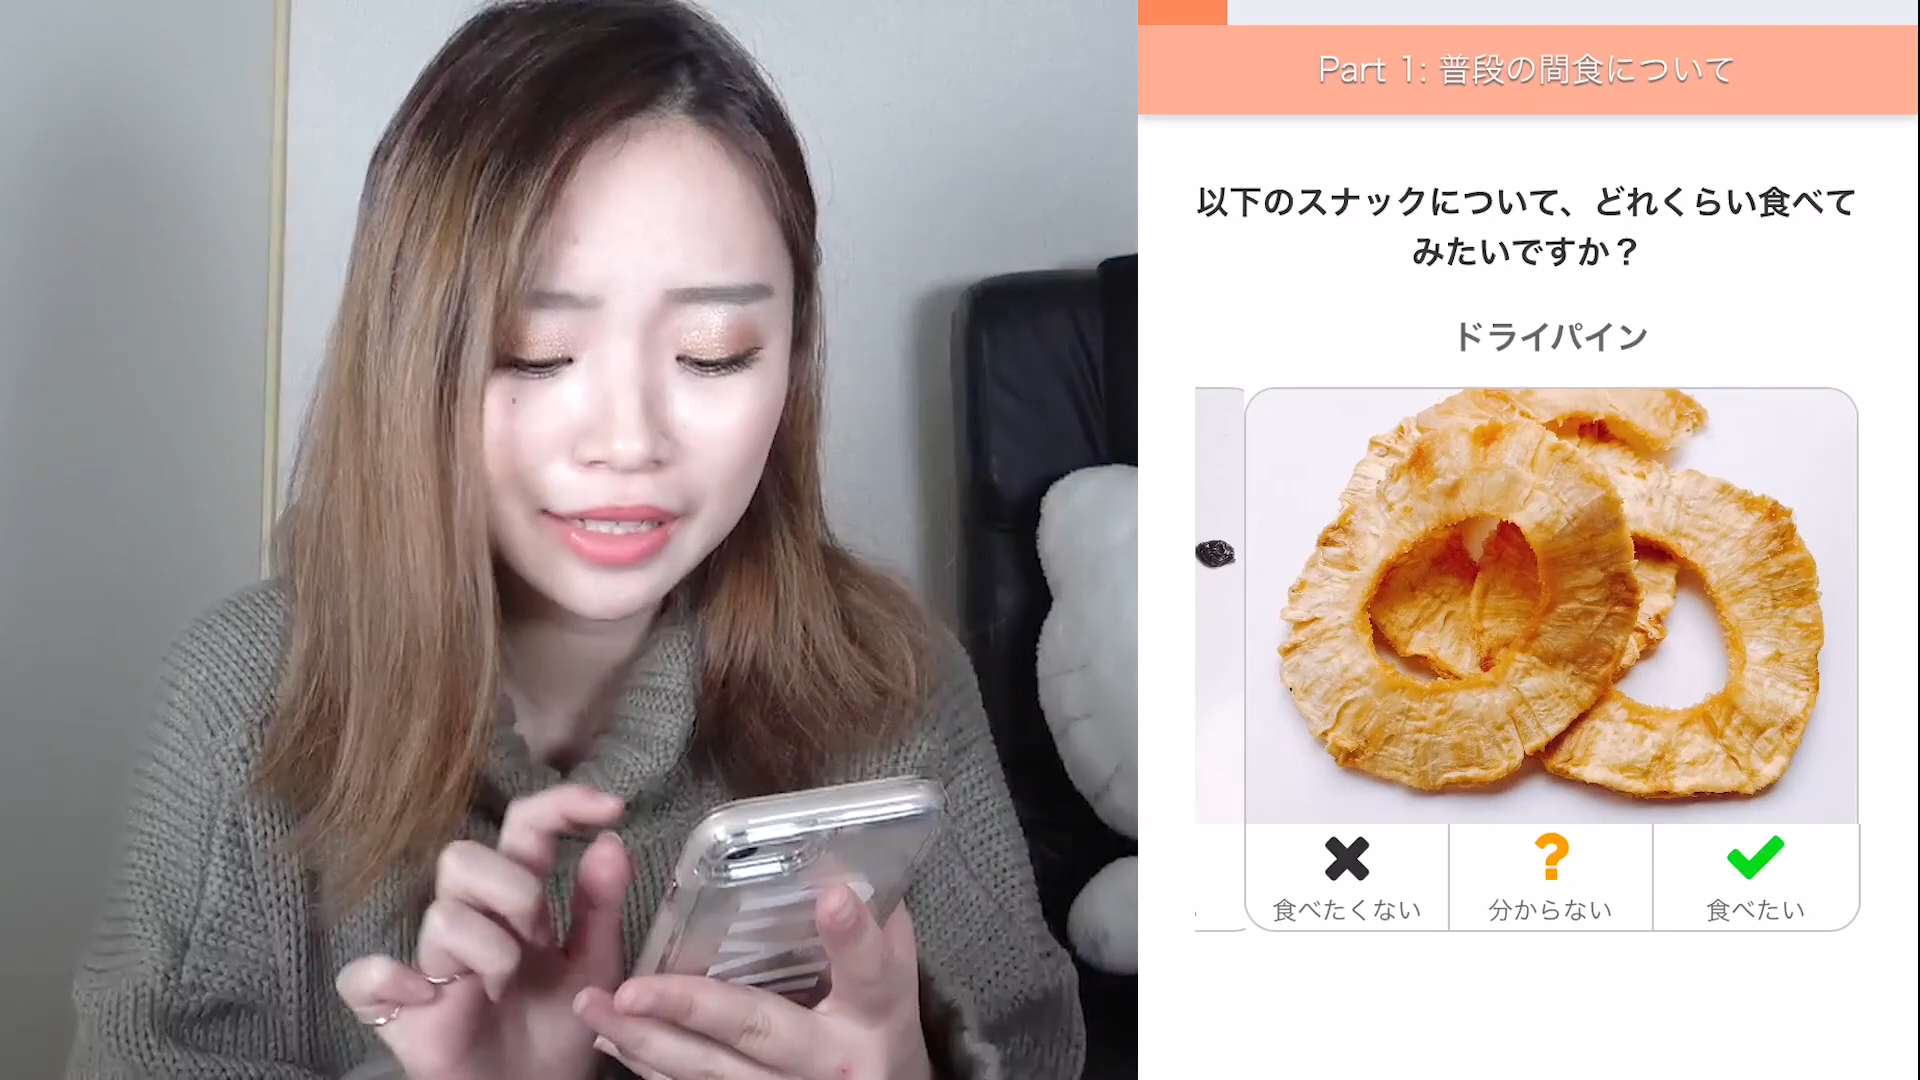 Part 1: 普段の間食について
以下のスナックについて、どれくらい食べて
みたいですか？
ドライパイン
食べたくない
分からない
食べたい